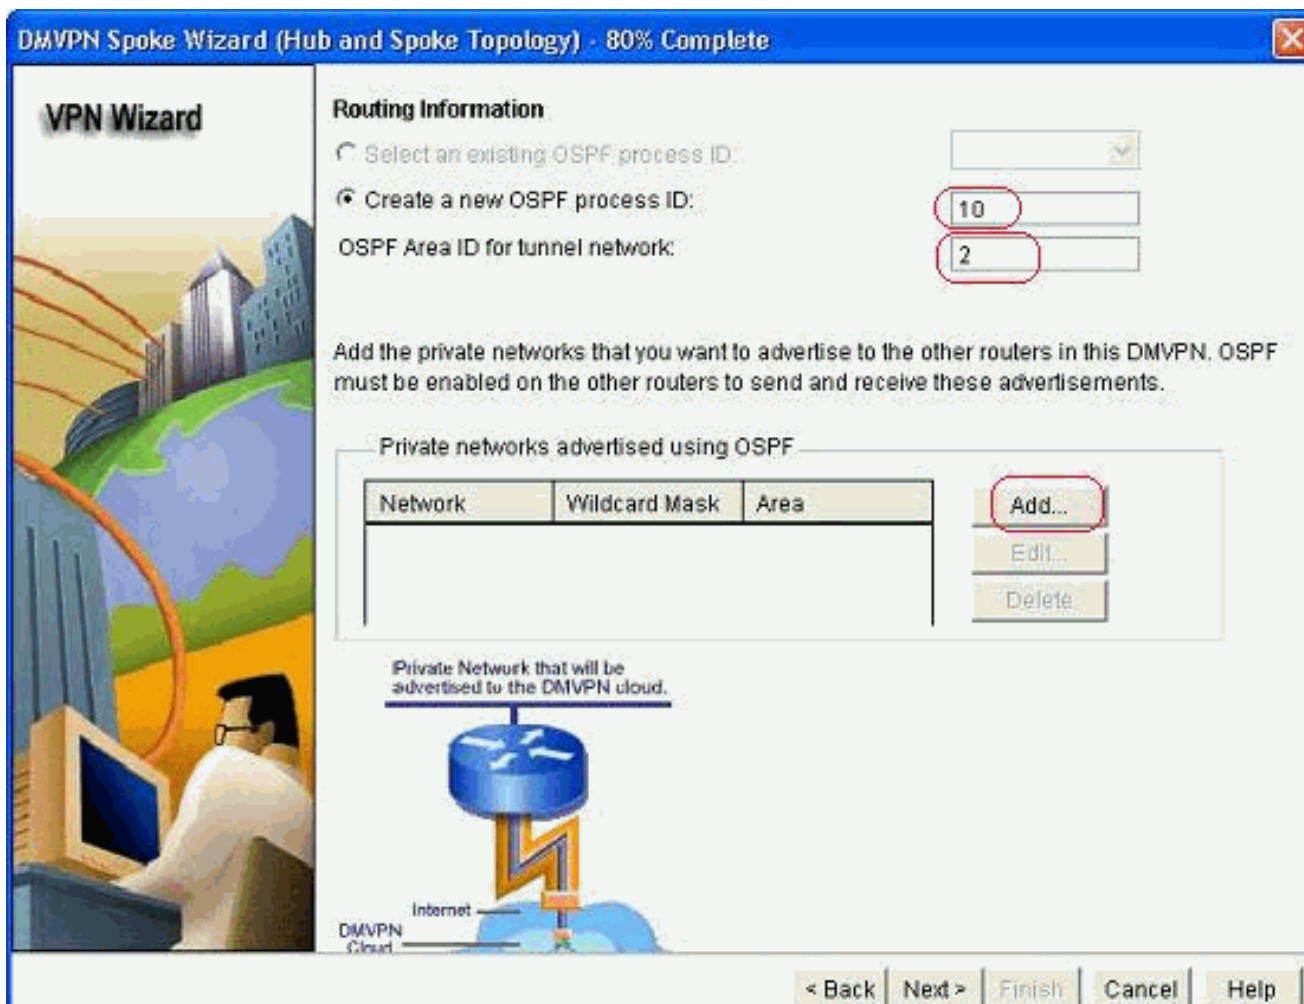 DMVPN Spoke Wizard (Hub and Spoke Topology) - 80% Complete
VPN Wizard
Routing Information
Select an existing OSPF process ID:
Create a new OSPF process ID:
10
OSPF Area ID for tunnel network:
2
Add the private networks that you want to advertise to the other routers in this DMVPN. OSPF
must be enabled on the other routers to send and receive these advertisements.
Private networks advertised using OSPF
Network Wildcard Mask Area
Add...
Edit...
Delete
Private Network that will be
advertised to the DMVPN cloud.
Internet
DMVPN
Cloud
< Back Next > Finish Cancel Help